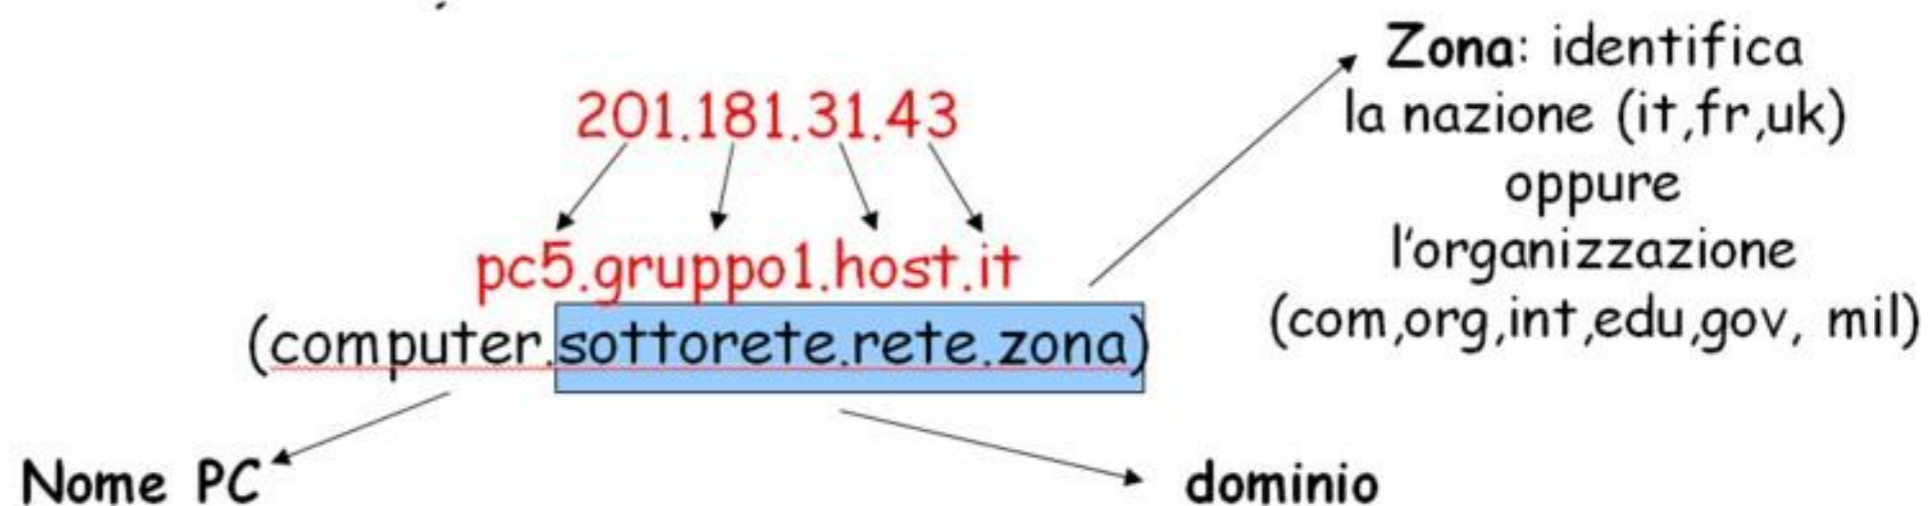 201.181.31.43
pc5.gruppo1.host.it
(computer.sottorete.rete.zona)
Nome PC
dominio
Zona: identifica
la nazione (it,fr,uk)
oppure
l'organizzazione
(com,org,int,edu,gov, mil)